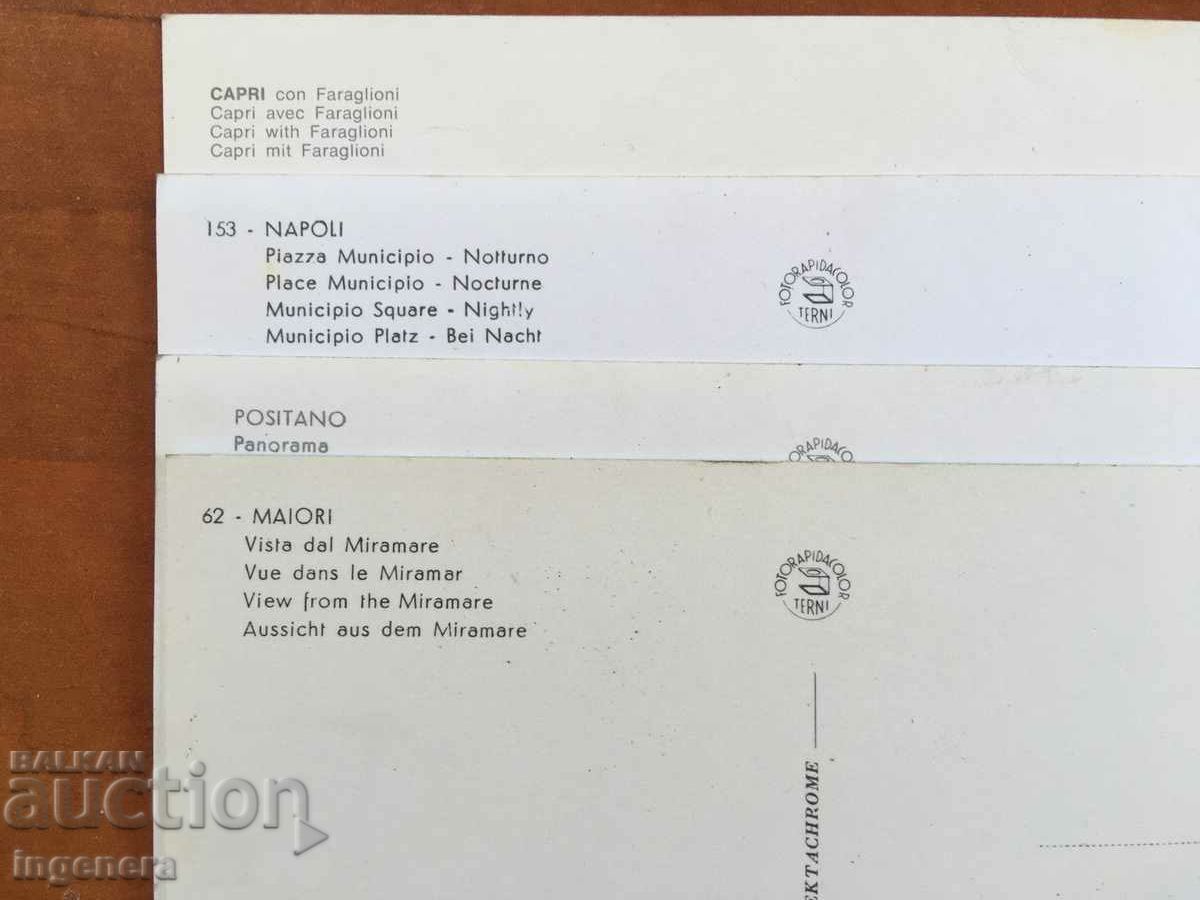 CAPRI con Faraglioni
Capri avec Faraglioni
Capri with Faraglioni
Capri mit Faraglioni
153 - NAPOLI
Piazza Municipio - Notturno
Place Municipio - Nocturne
Municipio Square - Nightly
Municipio Platz - Bei Nacht
FOTORAPIDACOLOR
TERNI
POSITANO
Panorama
62 - MAIORI
Vista dal Miramare
Vue dans le Miramar
View from the Miramare
Aussicht aus dem Miramare
FOTORAPIDACOLOR
TERNI
EKTACHROME
BALKAN
auction
ingenera